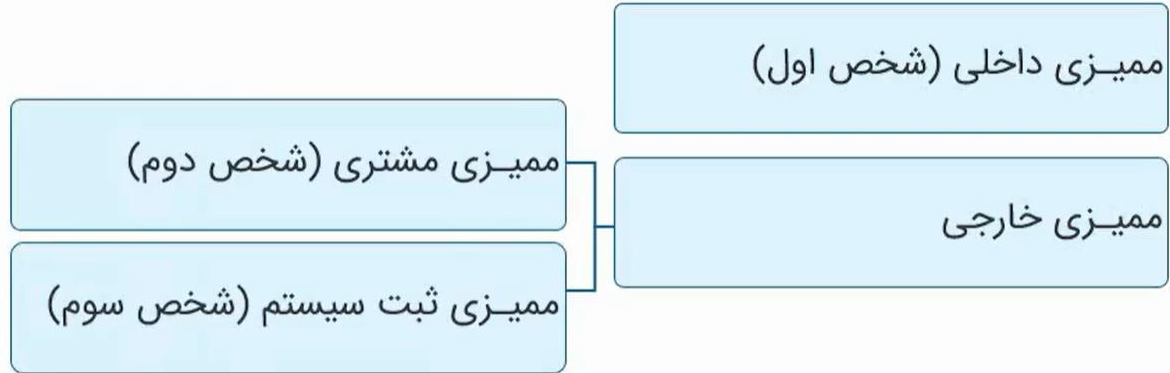 ممیـزی داخلی (شخص اول)
ممیـزی خارجی
ممیـزی مشتری (شخص دوم)
ممیـزی ثبت سیستم (شخص سوم)